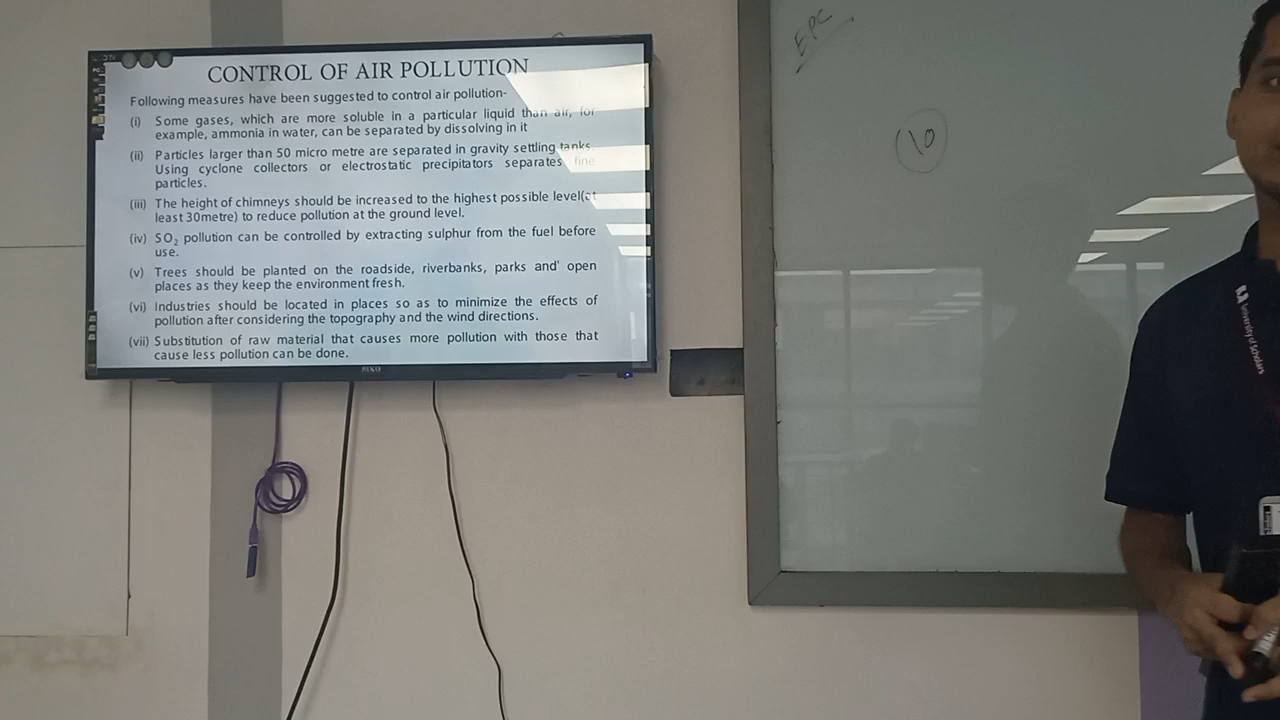 CONTROL OF AIR POLLUTION
Following measures have been suggested to control air pollution-
(i) Some gases, which are more soluble in a particular liquid than air, for
example, ammonia in water, can be separated by dissolving in it
(ii) Particles larger than 50 micro metre are separated in gravity settling tanks.
Using cyclone collectors or electrostatic precipitators separates fine
particles.
(iii) The height of chimneys should be increased to the highest possible level(at
least 30metre) to reduce pollution at the ground level.
(iv) SO2 pollution can be controlled by extracting sulphur from the fuel before
use.
(v) Trees should be planted on the roadside, riverbanks, parks and' open
places as they keep the environment fresh.
(vi) Industries should be located in places so as to minimize the effects of
pollution after considering the topography and the wind directions.
(vii) Substitution of raw material that causes more pollution with those that
cause less pollution can be done.
EPC
10
University of Scholars